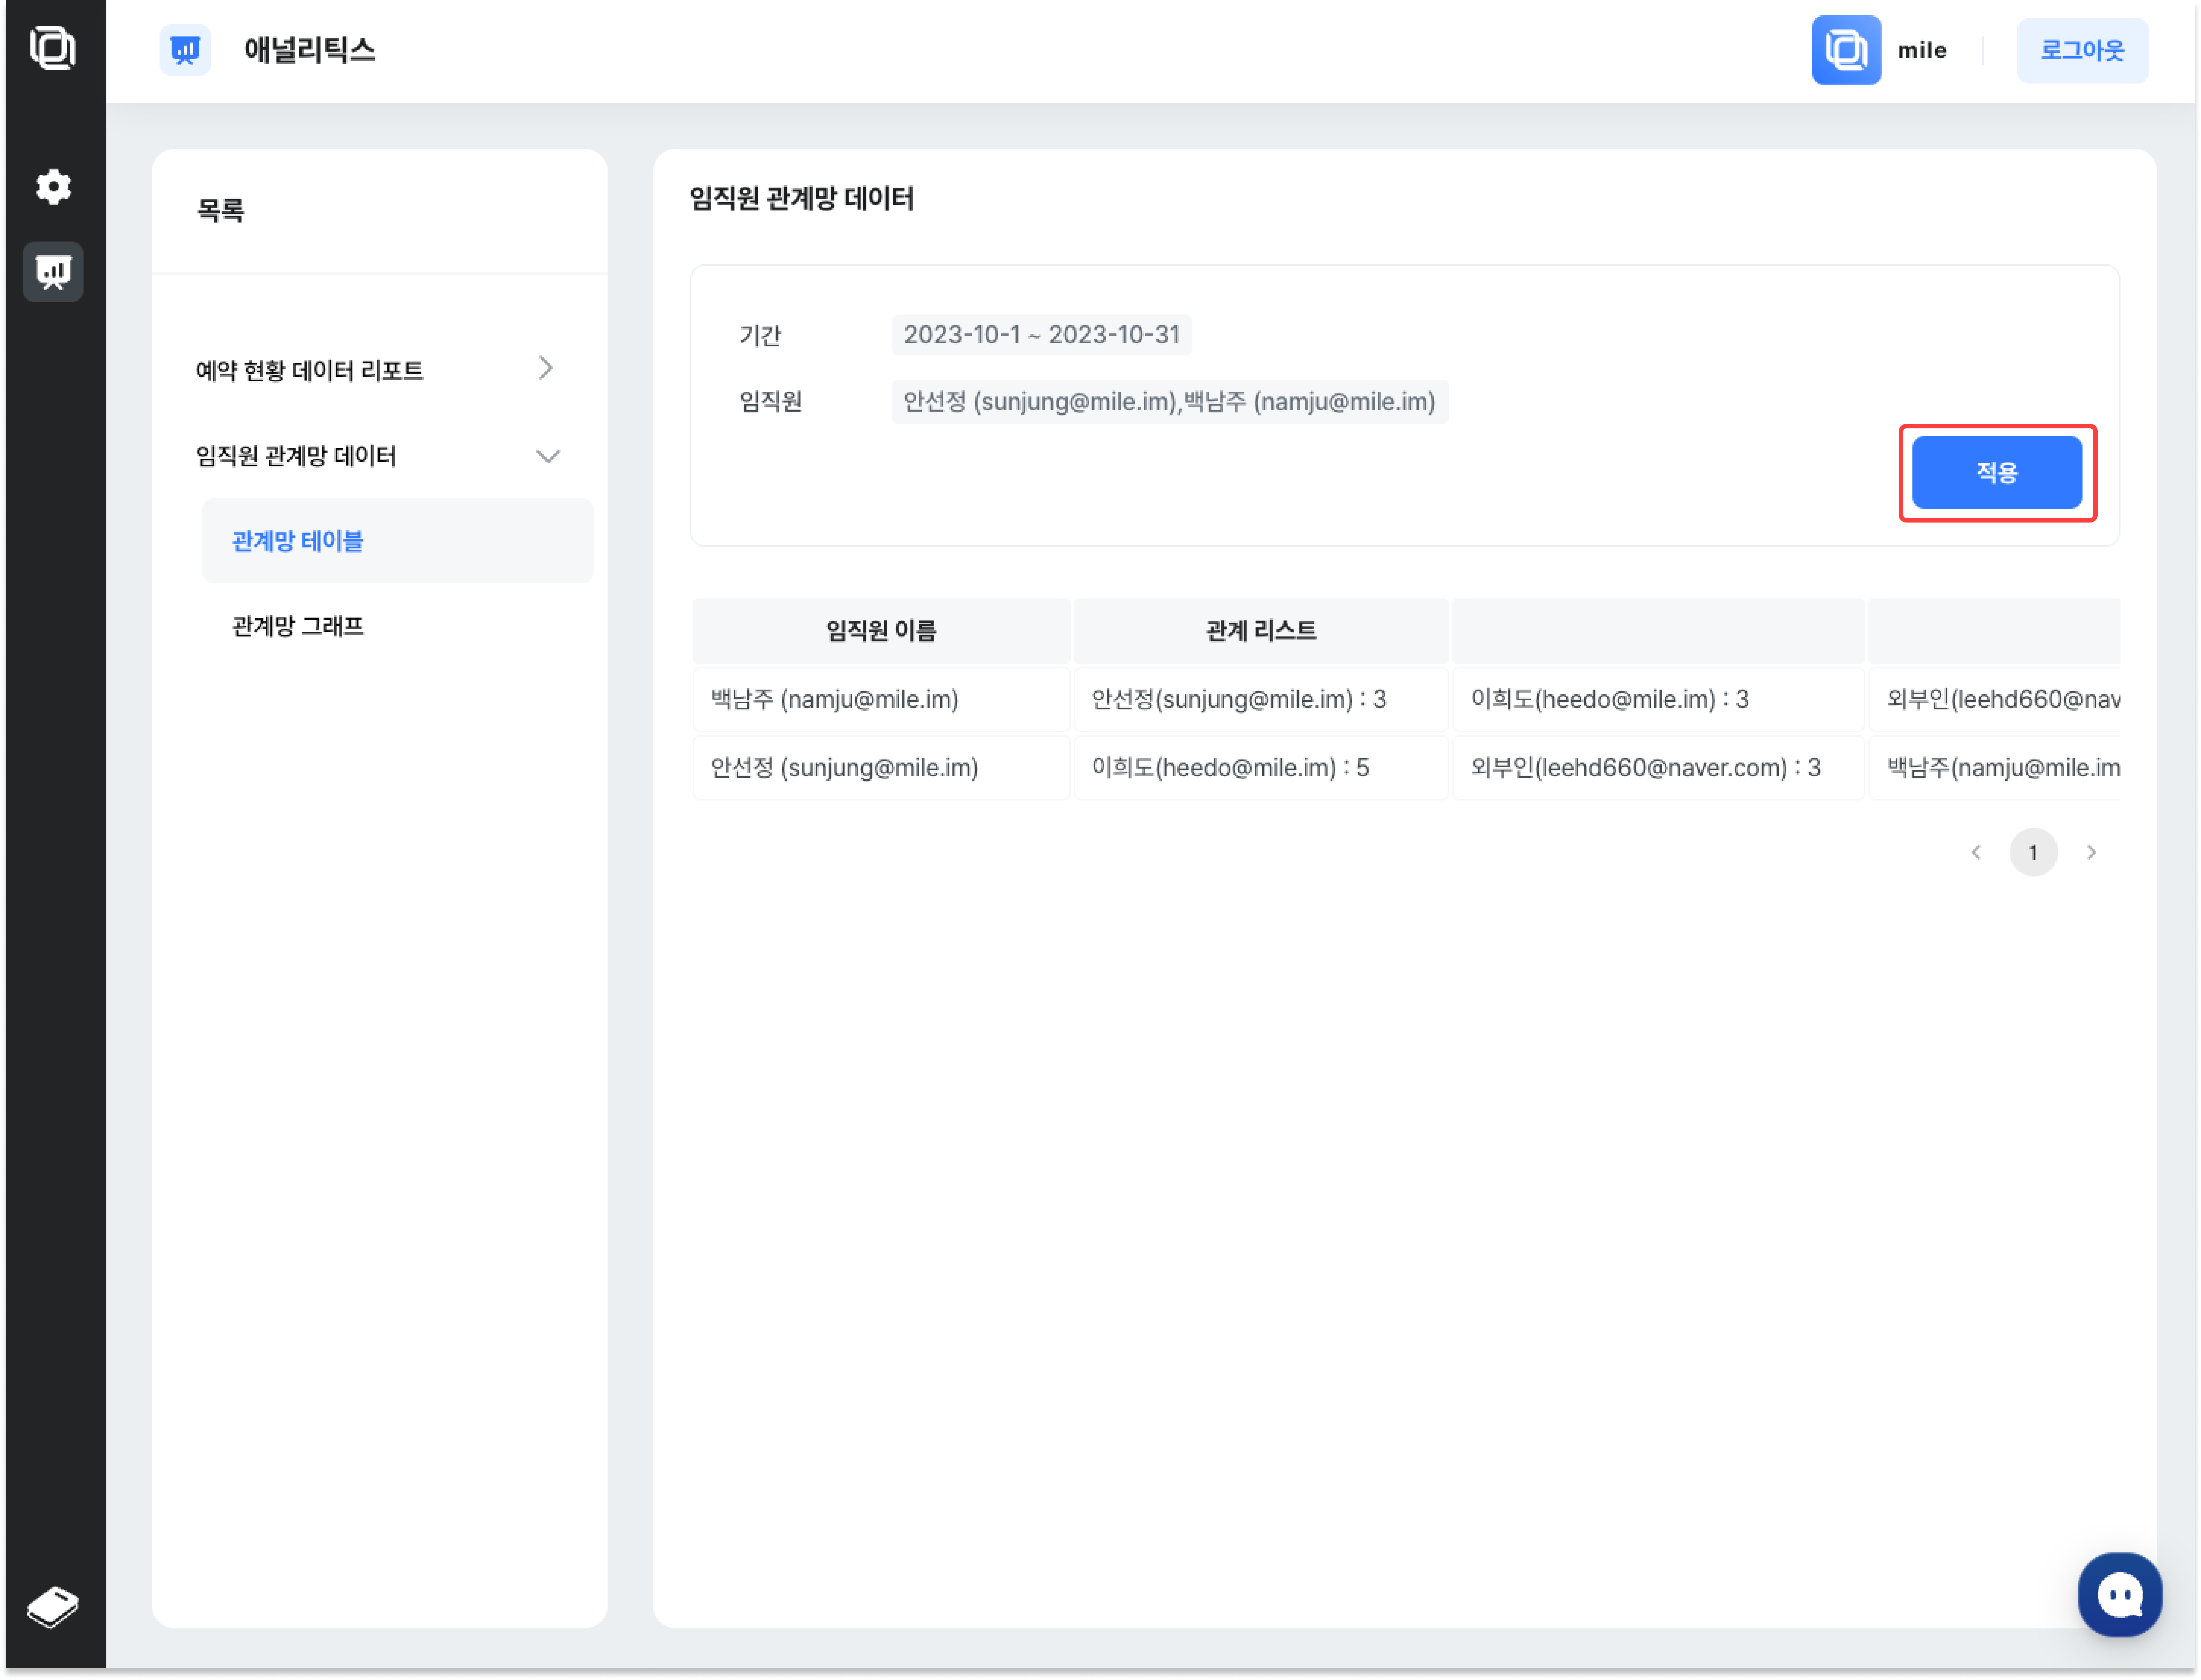 애널리틱스
mile
로그아웃
목록
예약 현황 데이터 리포트
임직원 관계망 데이터
관계망 테이블
관계망 그래프
임직원 관계망 데이터
기간 2023-10-1 ~ 2023-10-31
임직원 안선정 (sunjung@mile.im),백남주 (namju@mile.im)
적용
임직원 이름 관계 리스트
백남주 (namju@mile.im) 안선정(sunjung@mile.im) : 3 이희도(heedo@mile.im) : 3 외부인(leehd660@nav
안선정 (sunjung@mile.im) 이희도(heedo@mile.im) : 5 외부인(leehd660@naver.com) : 3 백남주(namju@mile.im
1